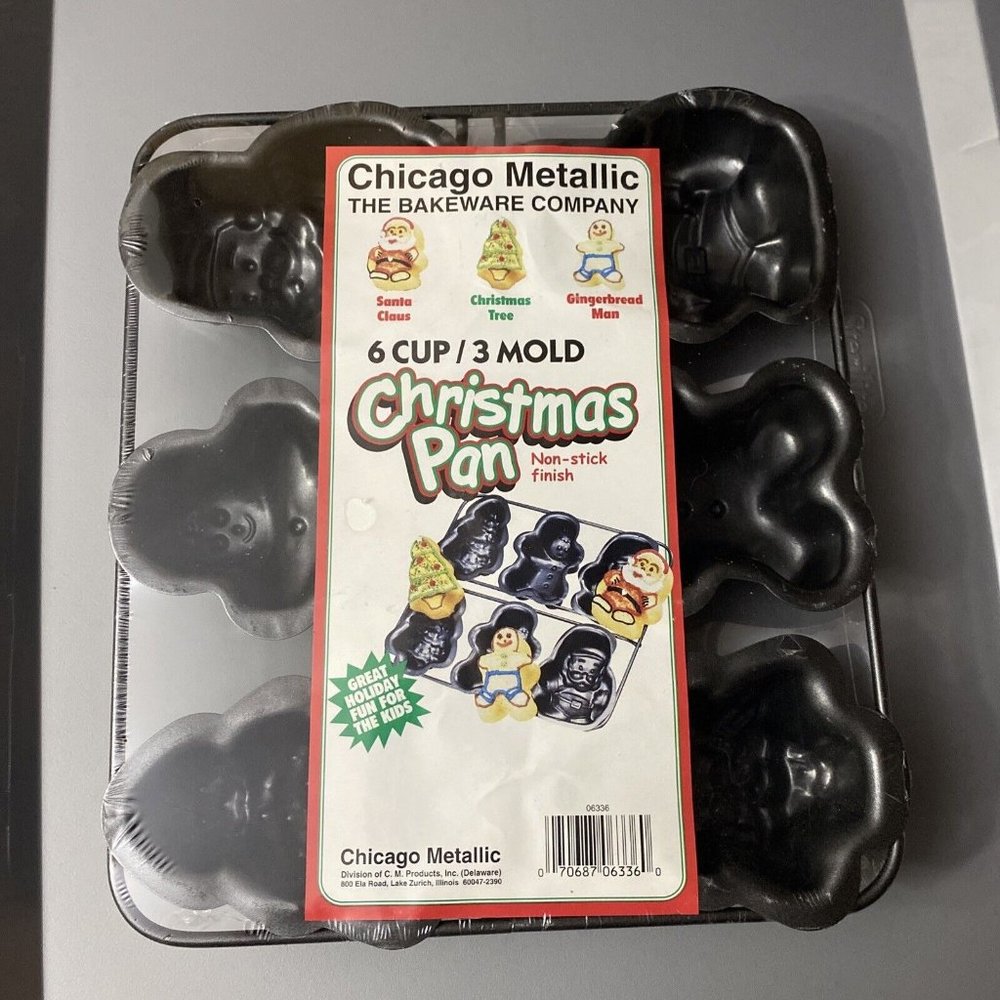 Chicago Metallic
THE BAKEWARE COMPANY
Santa
Claus
Christmas
Tree
Gingerbread
Man
6 CUP / 3 MOLD
Christmas
Pan
Non-stick
finish
GREAT
HOLIDAY
FUN FOR
THE KIDS
06336
0 70687 06336 0
Chicago Metallic
Division of C. M. Products, Inc. (Delaware)
800 Ela Road, Lake Zurich, Illinois 60047-2390